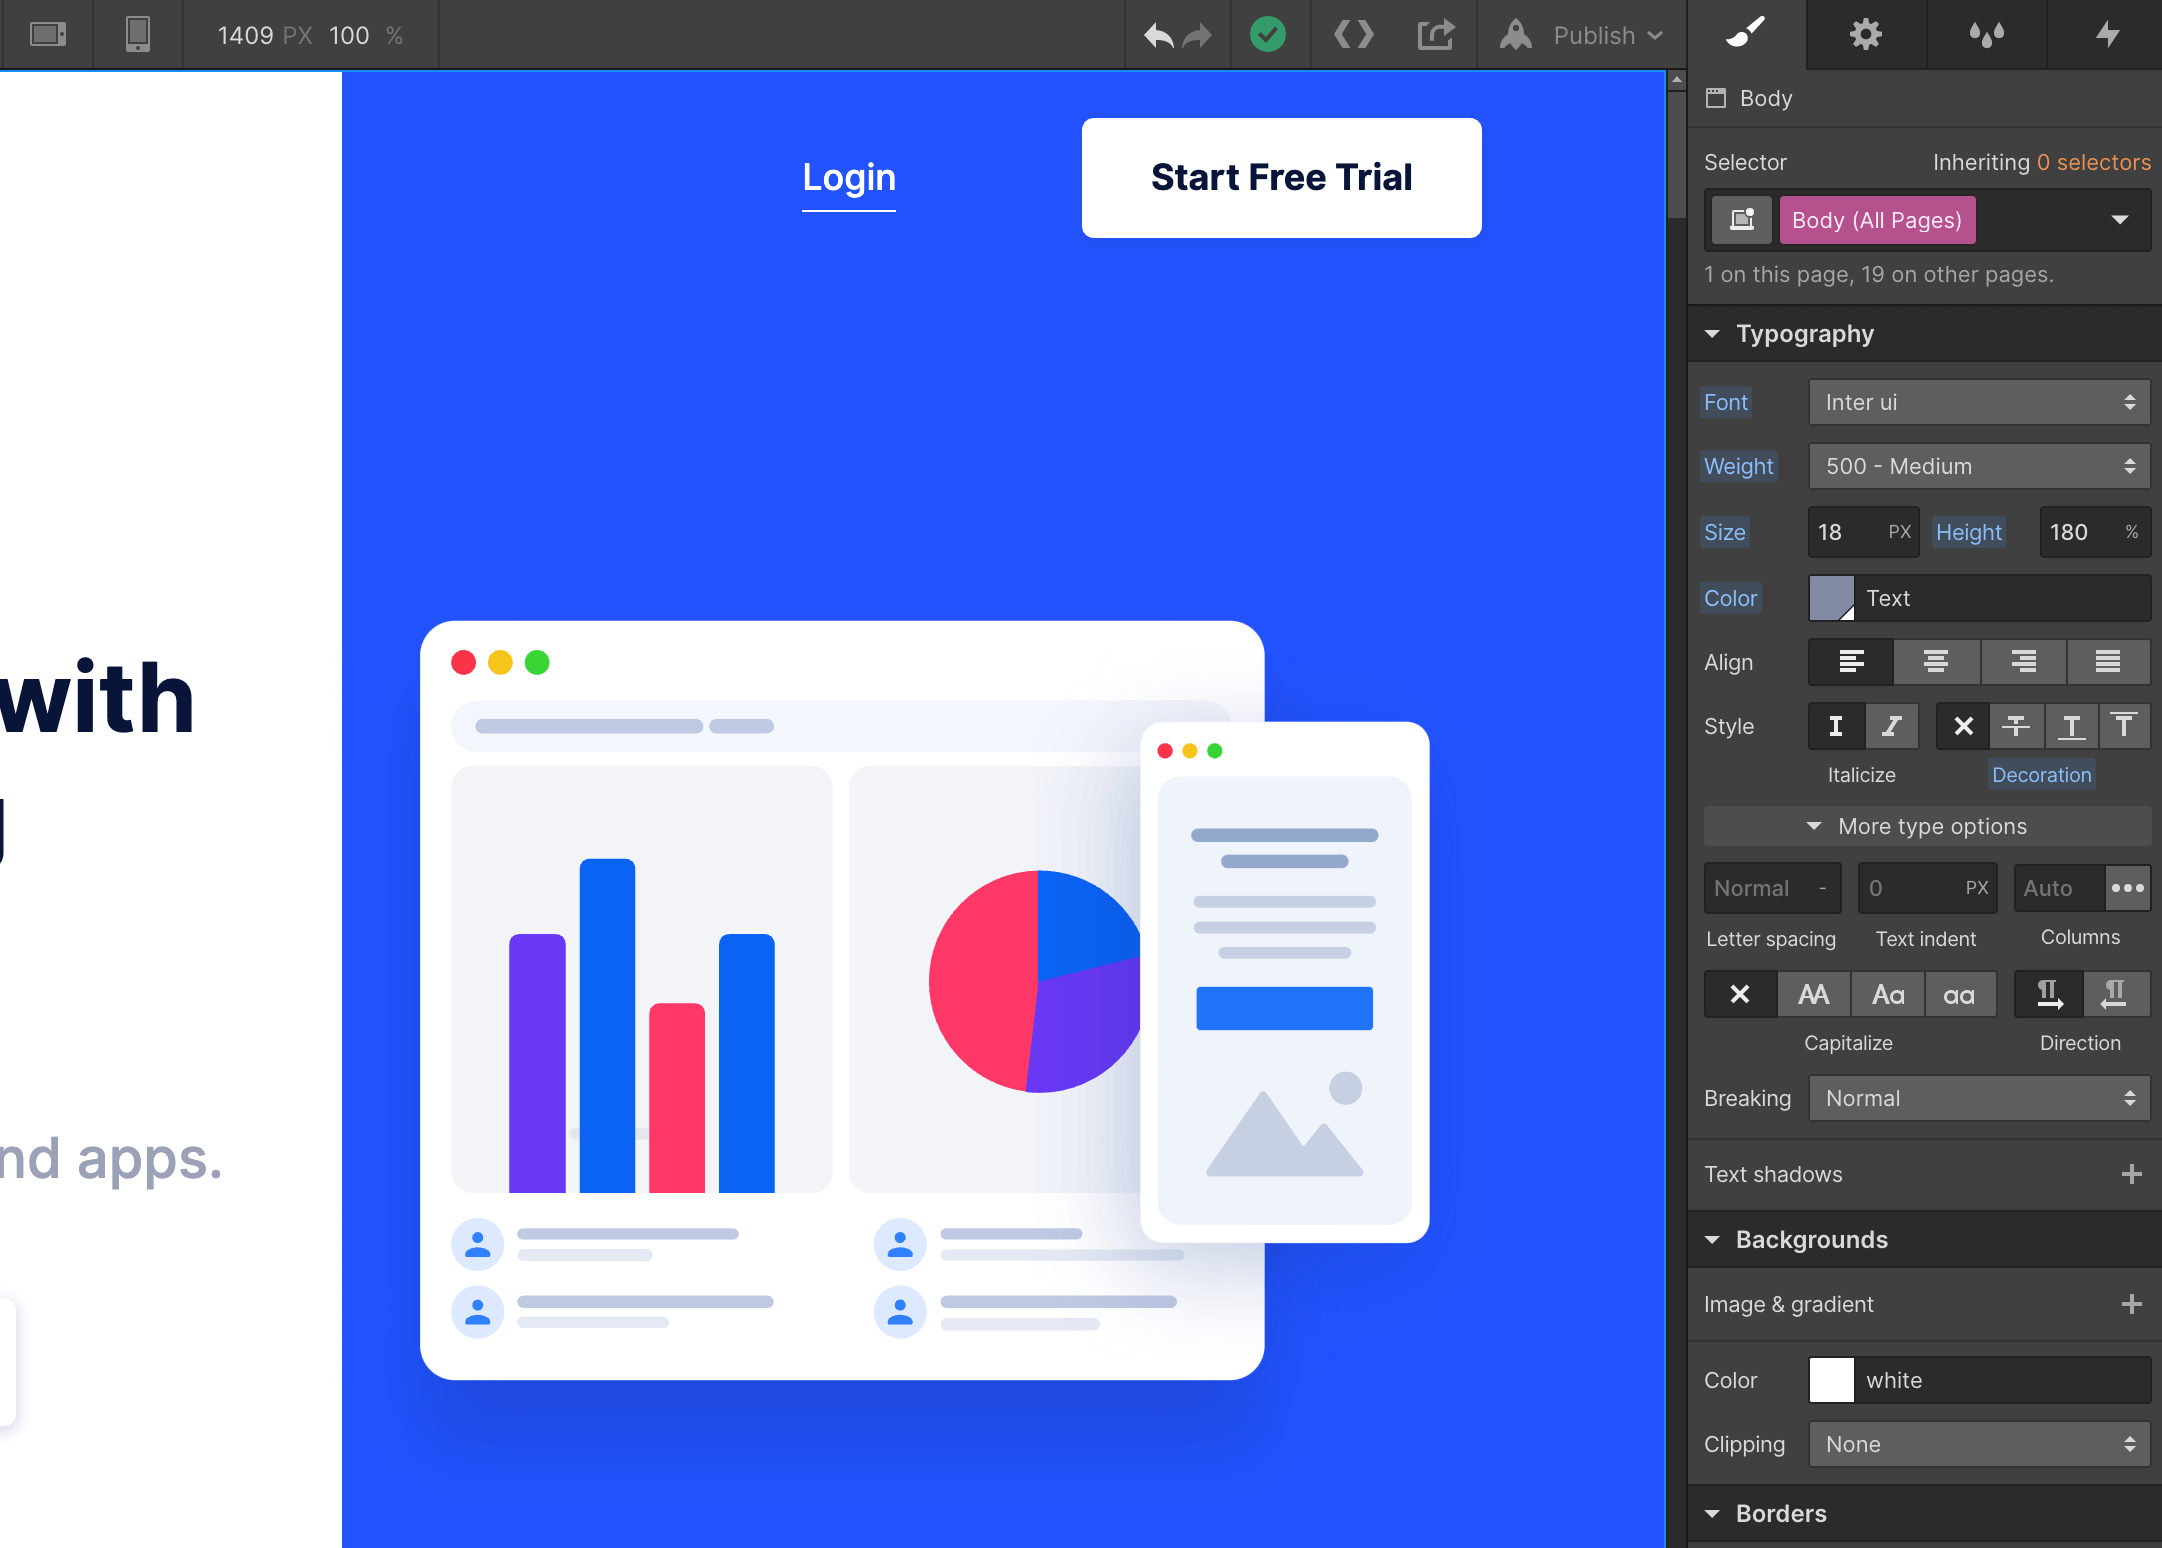 1409 PX 100 %
Publish
Login
Start Free Trial
with
nd apps.
Body
Selector
Inheriting 0 selectors
Body (All Pages)
1 on this page, 19 on other pages.
Typography
Font
Inter ui
Weight
500 - Medium
Size
18 PX
Height
180 %
Color
Text
Align
Style
Italicize
Decoration
More type options
Normal -
0 PX
Auto
Letter spacing
Text indent
Columns
AA
Aa
aa
Capitalize
Direction
Breaking
Normal
Text shadows
Backgrounds
Image & gradient
Color
white
Clipping
None
Borders